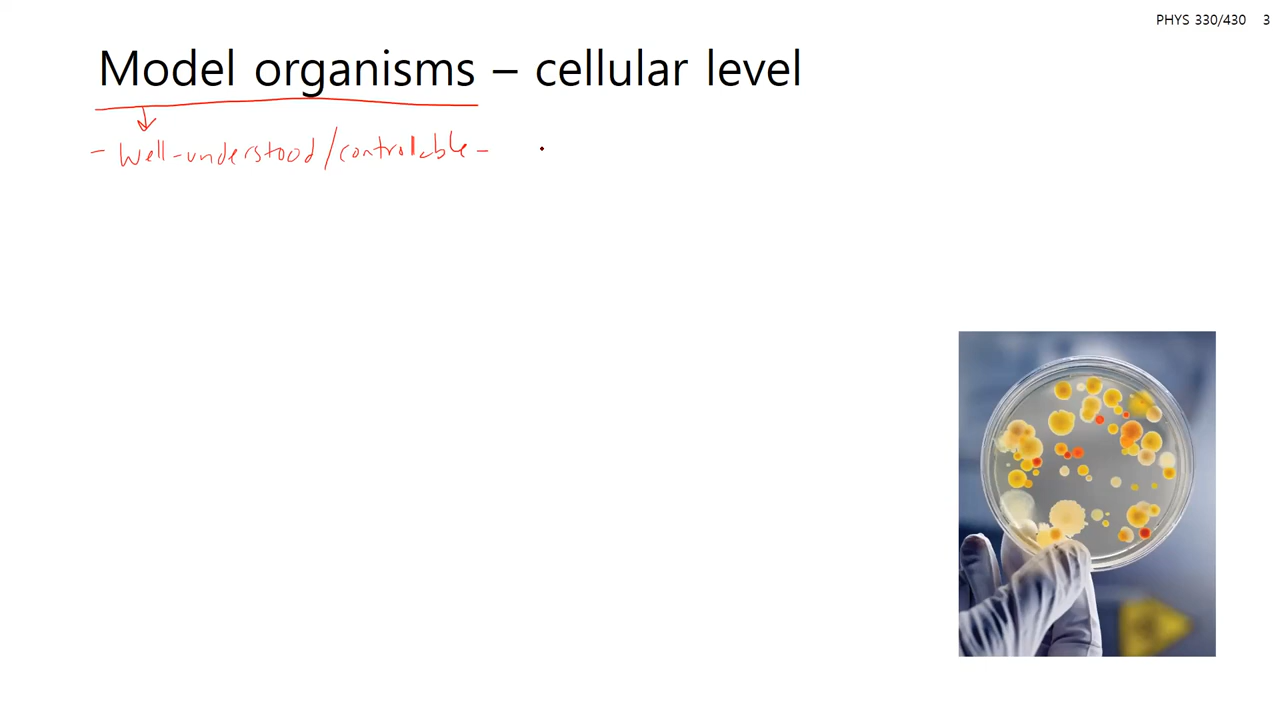 PHYS 330/430 3
Model organisms – cellular level
- Well-understood/controllable -